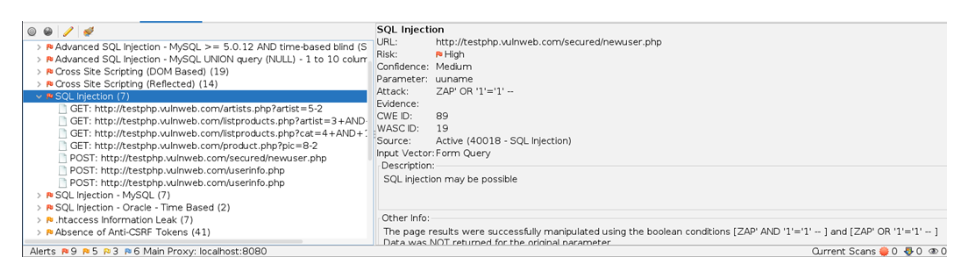 Advanced SQL Injection - MySQL >= 5.0.12 AND time-based blind (S
Advanced SQL Injection - MySQL UNION query (NULL) - 1 to 10 colum
Cross Site Scripting (DOM Based) (19)
Cross Site Scripting (Reflected) (14)
SQL Injection (7)
GET: http://testphp.vulnweb.com/artists.php?artist=5-2
GET: http://testphp.vulnweb.com/listproducts.php?artist=3+AND-
GET: http://testphp.vulnweb.com/listproducts.php?cat=4+AND+1
GET: http://testphp.vulnweb.com/product.php?pic=8-2
POST: http://testphp.vulnweb.com/secured/newuser.php
POST: http://testphp.vulnweb.com/userinfo.php
POST: http://testphp.vulnweb.com/userinfo.php
SQL Injection - MySQL (7)
SQL Injection - Oracle - Time Based (2)
.htaccess Information Leak (7)
Absence of Anti-CSRF Tokens (41)
SQL Injection
URL: http://testphp.vulnweb.com/secured/newuser.php
Risk: High
Confidence: Medium
Parameter: uuname
Attack: ZAP' OR '1'='1' --
Evidence:
CWE ID: 89
WASC ID: 19
Source: Active (40018 - SQL Injection)
Input Vector: Form Query
Description:
SQL injection may be possible
Other Info:
The page results were successfully manipulated using the boolean conditions [ZAP' AND '1'='1' -- ] and [ZAP' OR '1'='1' -- ]
Data was NOT returned for the original parameter
Alerts 9 5 3 6 Main Proxy: localhost:8080
Current Scans 0 0 0